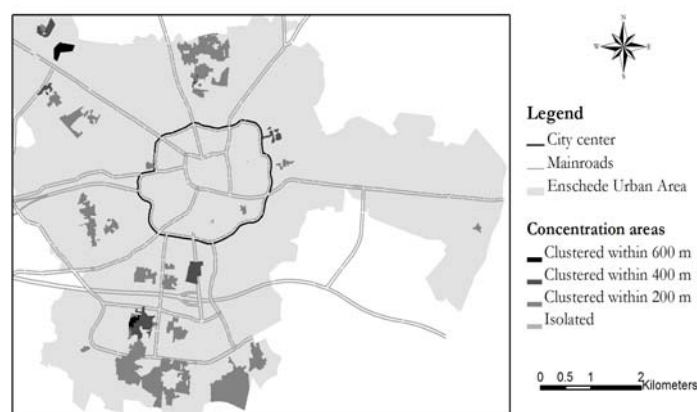 N
W E
S
Legend
City center
Mainroads
Enschede Urban Area
Concentration areas
Clustered within 600 m
Clustered within 400 m
Clustered within 200 m
Isolated
0 0.5 1 2
Kilometers